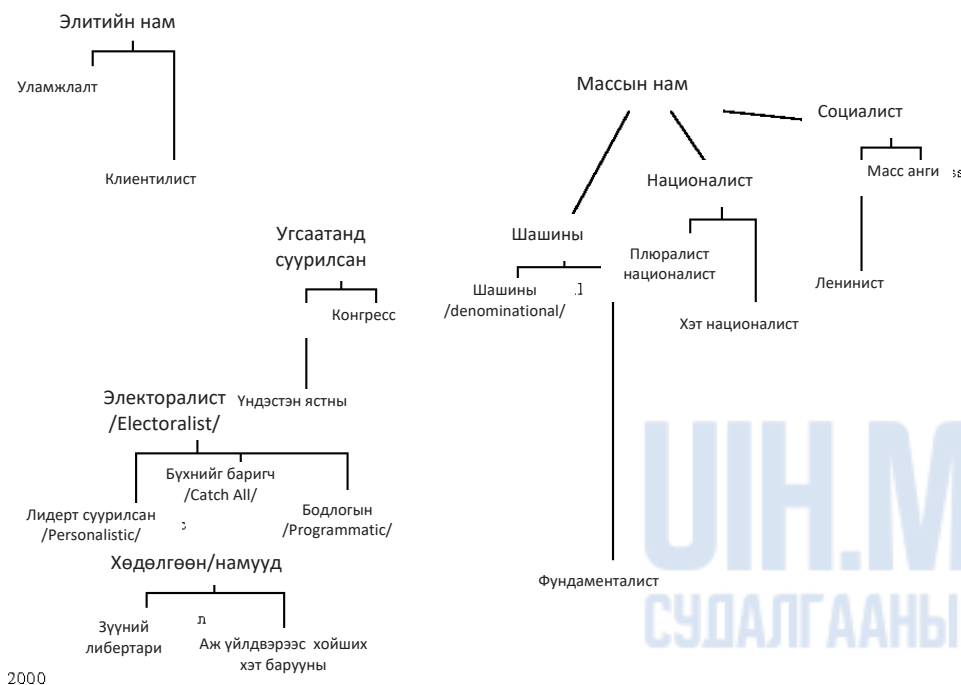 Элитийн нам
Уламжлалт
Клиентилист
Массын нам
Социалист
Масс анги
ss
Националист
Шашины
Плюралист
националист
Шашины
/denominational/
Ленинист
Хэт националист
Фундаменталист
Угсаатанд
суурилсан
Конгресс
Үндэстэн ястны
Электоралист
/Electoralist/
Бүхнийг баригч
/Catch All/
Лидерт суурилсан
/Personalistic/
Бодлогын
/Programmatic/
Хөдөлгөөн/намууд
Зүүний
либертари
n
Аж үйлдвэрээс хойших
хэт барууны
2000
UIH.M
СУДАЛГААНЫ